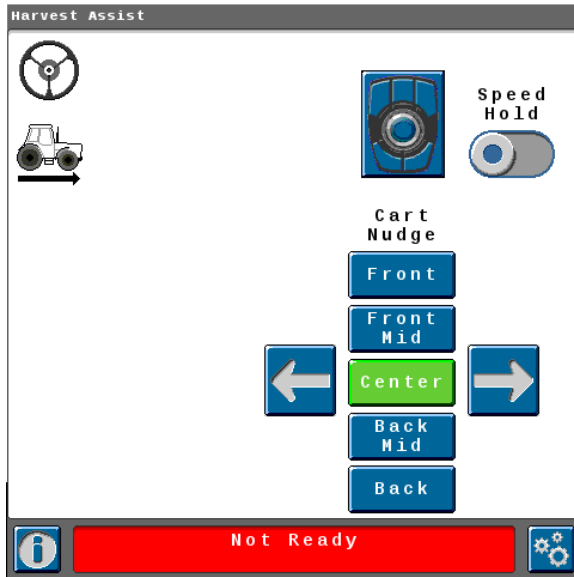 Harvest Assist
Speed
Hold
Cart
Nudge
Front
Front
Mid
Center
Back
Mid
Back
Not Ready